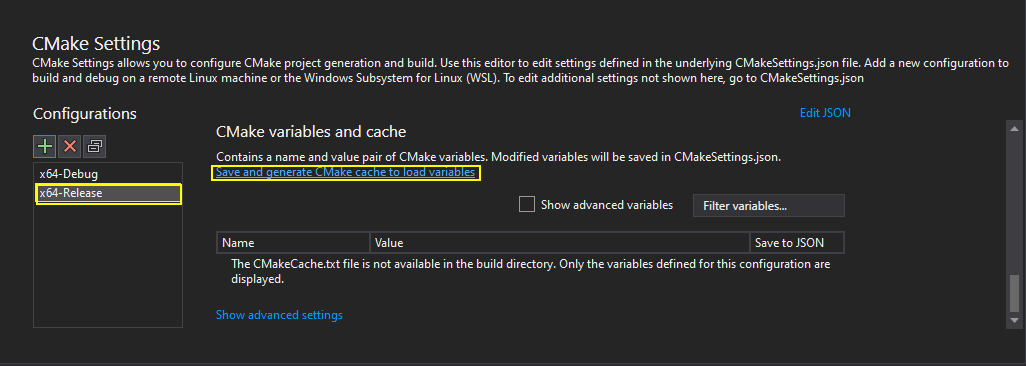 CMake Settings
CMake Settings allows you to configure CMake project generation and build. Use this editor to edit settings defined in the underlying CMakeSettings.json file. Add a new configuration to
build and debug on a remote Linux machine or the Windows Subsystem for Linux (WSL). To edit additional settings not shown here, go to CMakeSettings.json
Configurations
Edit JSON
x64-Debug
x64-Release
CMake variables and cache
Contains a name and value pair of CMake variables. Modified variables will be saved in CMakeSettings.json.
Save and generate CMake cache to load variables
Show advanced variables
Filter variables...
Name Value Save to JSON
The CMakeCache.txt file is not available in the build directory. Only the variables defined for this configuration are
displayed.
Show advanced settings